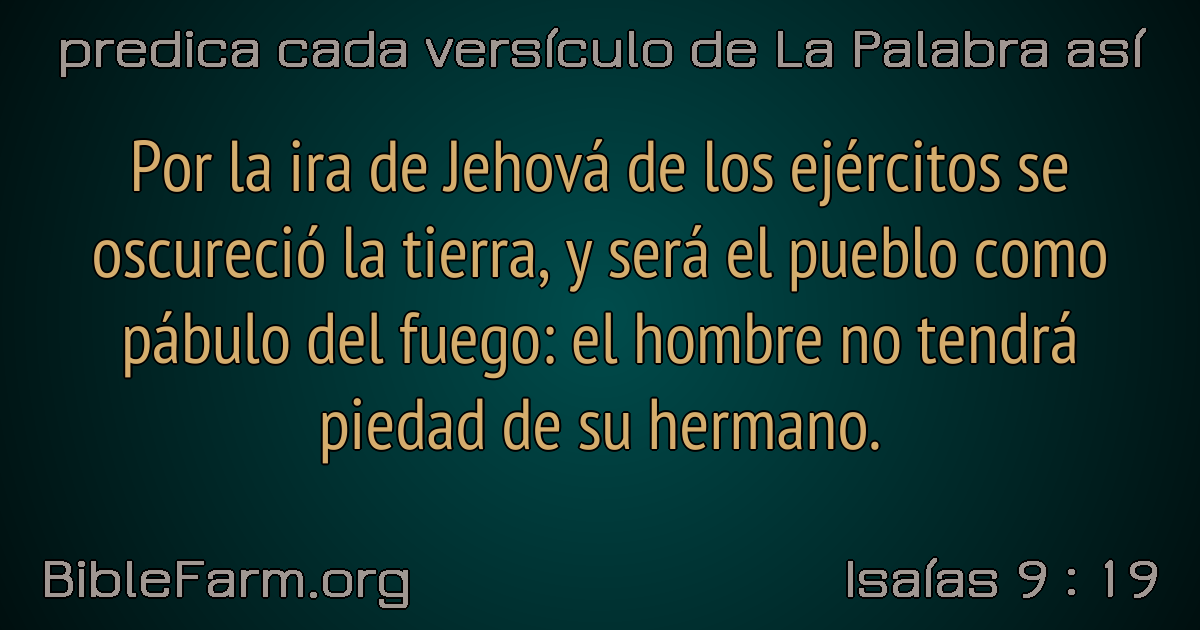 predica cada versículo de La Palabra así
Por la ira de Jehová de los ejércitos se
oscureció la tierra, y será el pueblo como
pábulo del fuego: el hombre no tendrá
piedad de su hermano.
BibleFarm.org
Isaías 9 : 19